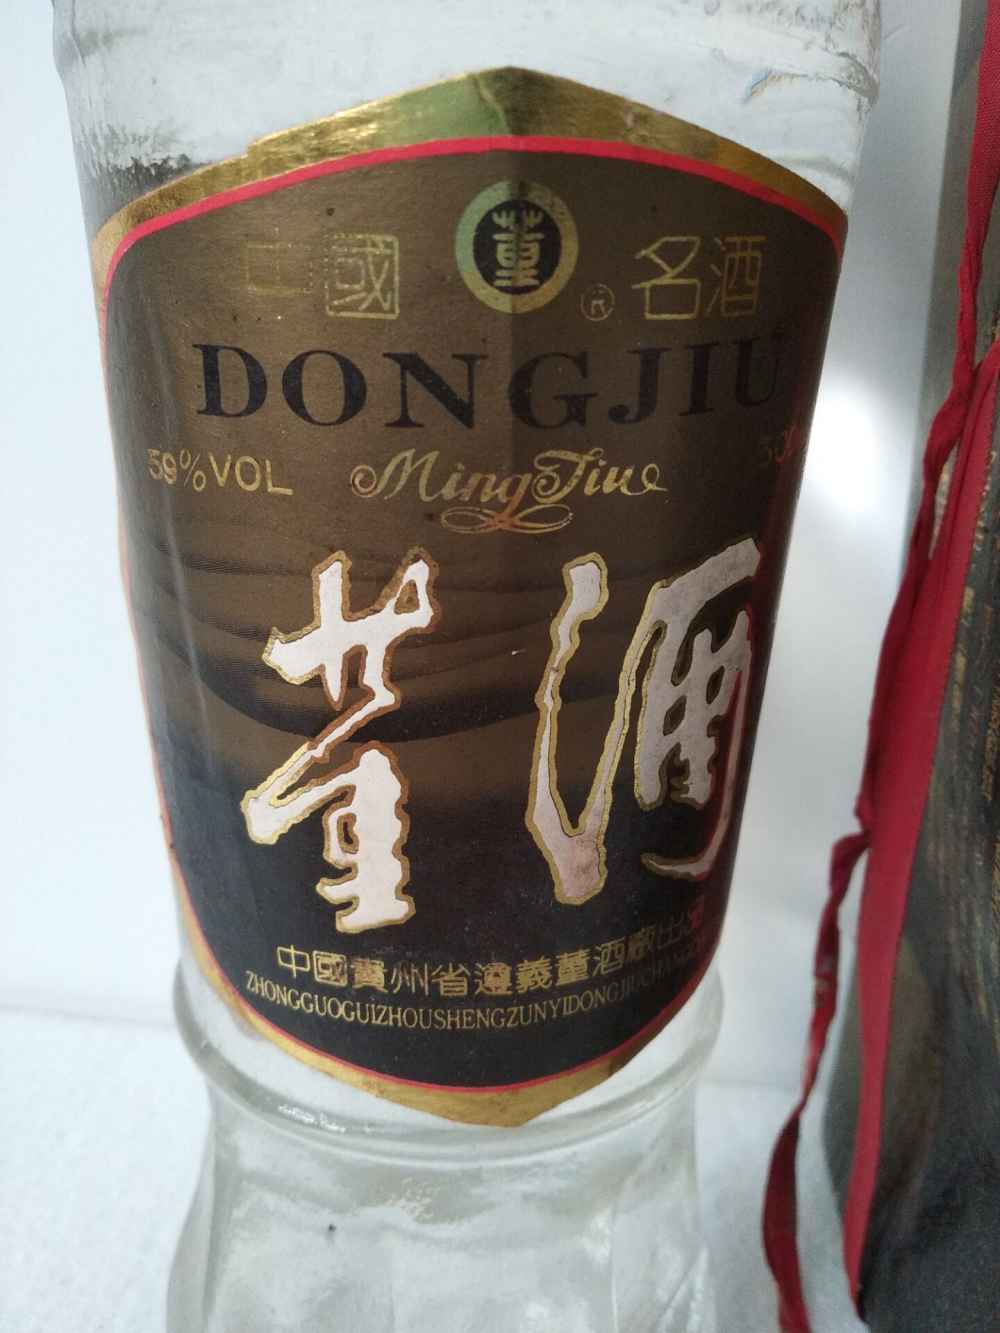 董
中國 ® 名酒
DONGJIU
59%VOL MingJiu
董酒
中國貴州省遵義董酒廠出品
ZHONGGUOGUIZHOUSHENGZUNYIDONGJIUCHANG